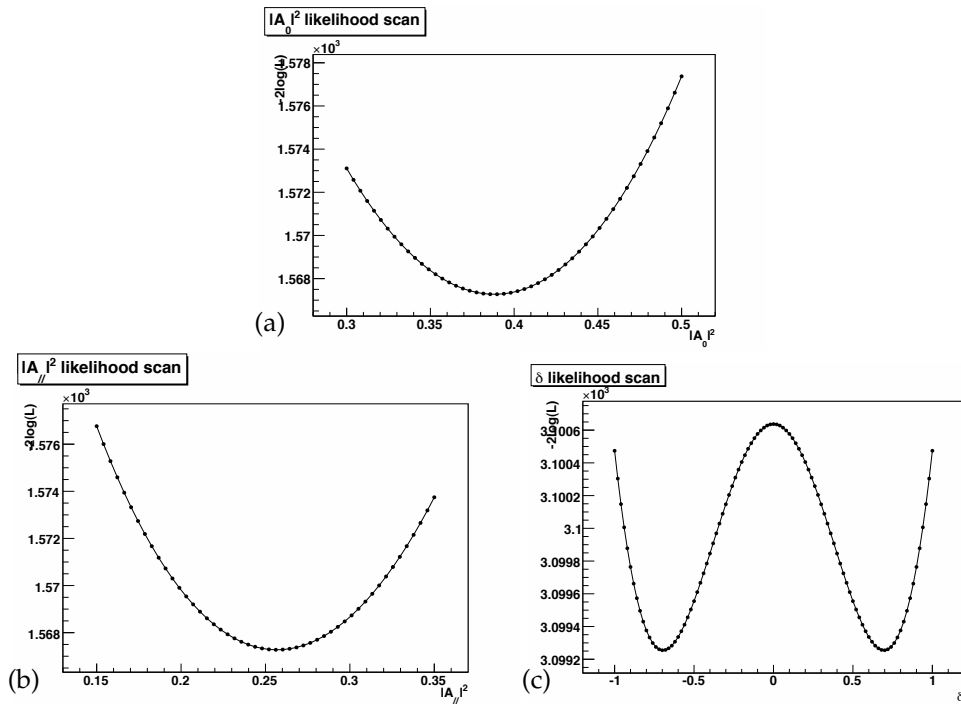 |A₀|² likelihood scan
×10³
-2log(L)
1.578
1.576
1.574
1.572
1.57
1.568
0.3 0.35 0.4 0.45 0.5
|A₀|²
(a)
|A_//|² likelihood scan
×10³
-2log(L)
1.576
1.574
1.572
1.57
1.568
0.15 0.2 0.25 0.3 0.35
|A_//|²
(b)
δ likelihood scan
×10³
-2log(L)
3.1006
3.1004
3.1002
3.1
3.0998
3.0996
3.0994
3.0992
-1 -0.5 0 0.5 1
δ
(c)